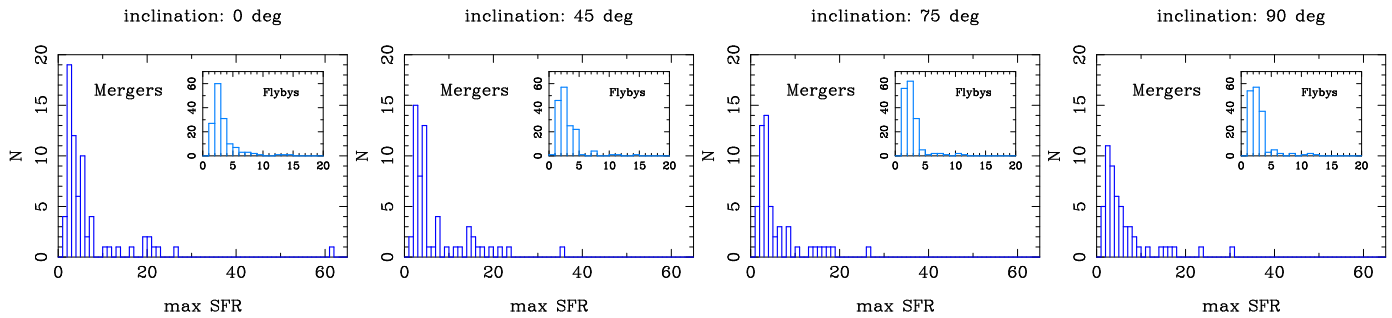 inclination: 0 deg
inclination: 45 deg
inclination: 75 deg
inclination: 90 deg
Mergers
Flybys
0 20 40 60
0 5 10 15 20
N
max SFR
0 5 10 15 20
0 20 40 60
Mergers
Flybys
0 20 40 60
0 5 10 15 20
N
max SFR
0 5 10 15 20
0 20 40 60
Mergers
Flybys
0 20 40 60
0 5 10 15 20
N
max SFR
0 5 10 15 20
0 20 40 60
Mergers
Flybys
0 20 40 60
0 5 10 15 20
N
max SFR
0 5 10 15 20
0 20 40 60